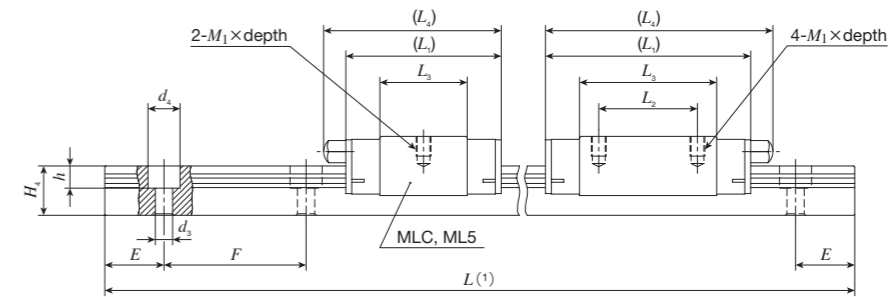 (L₄) (L₄)
2-M₁×depth (L₁) (L₁) 4-M₁×depth
L₃ L₃
d₄ L₂
h
H₄
d₃
MLC, ML5
E F E
L(1)